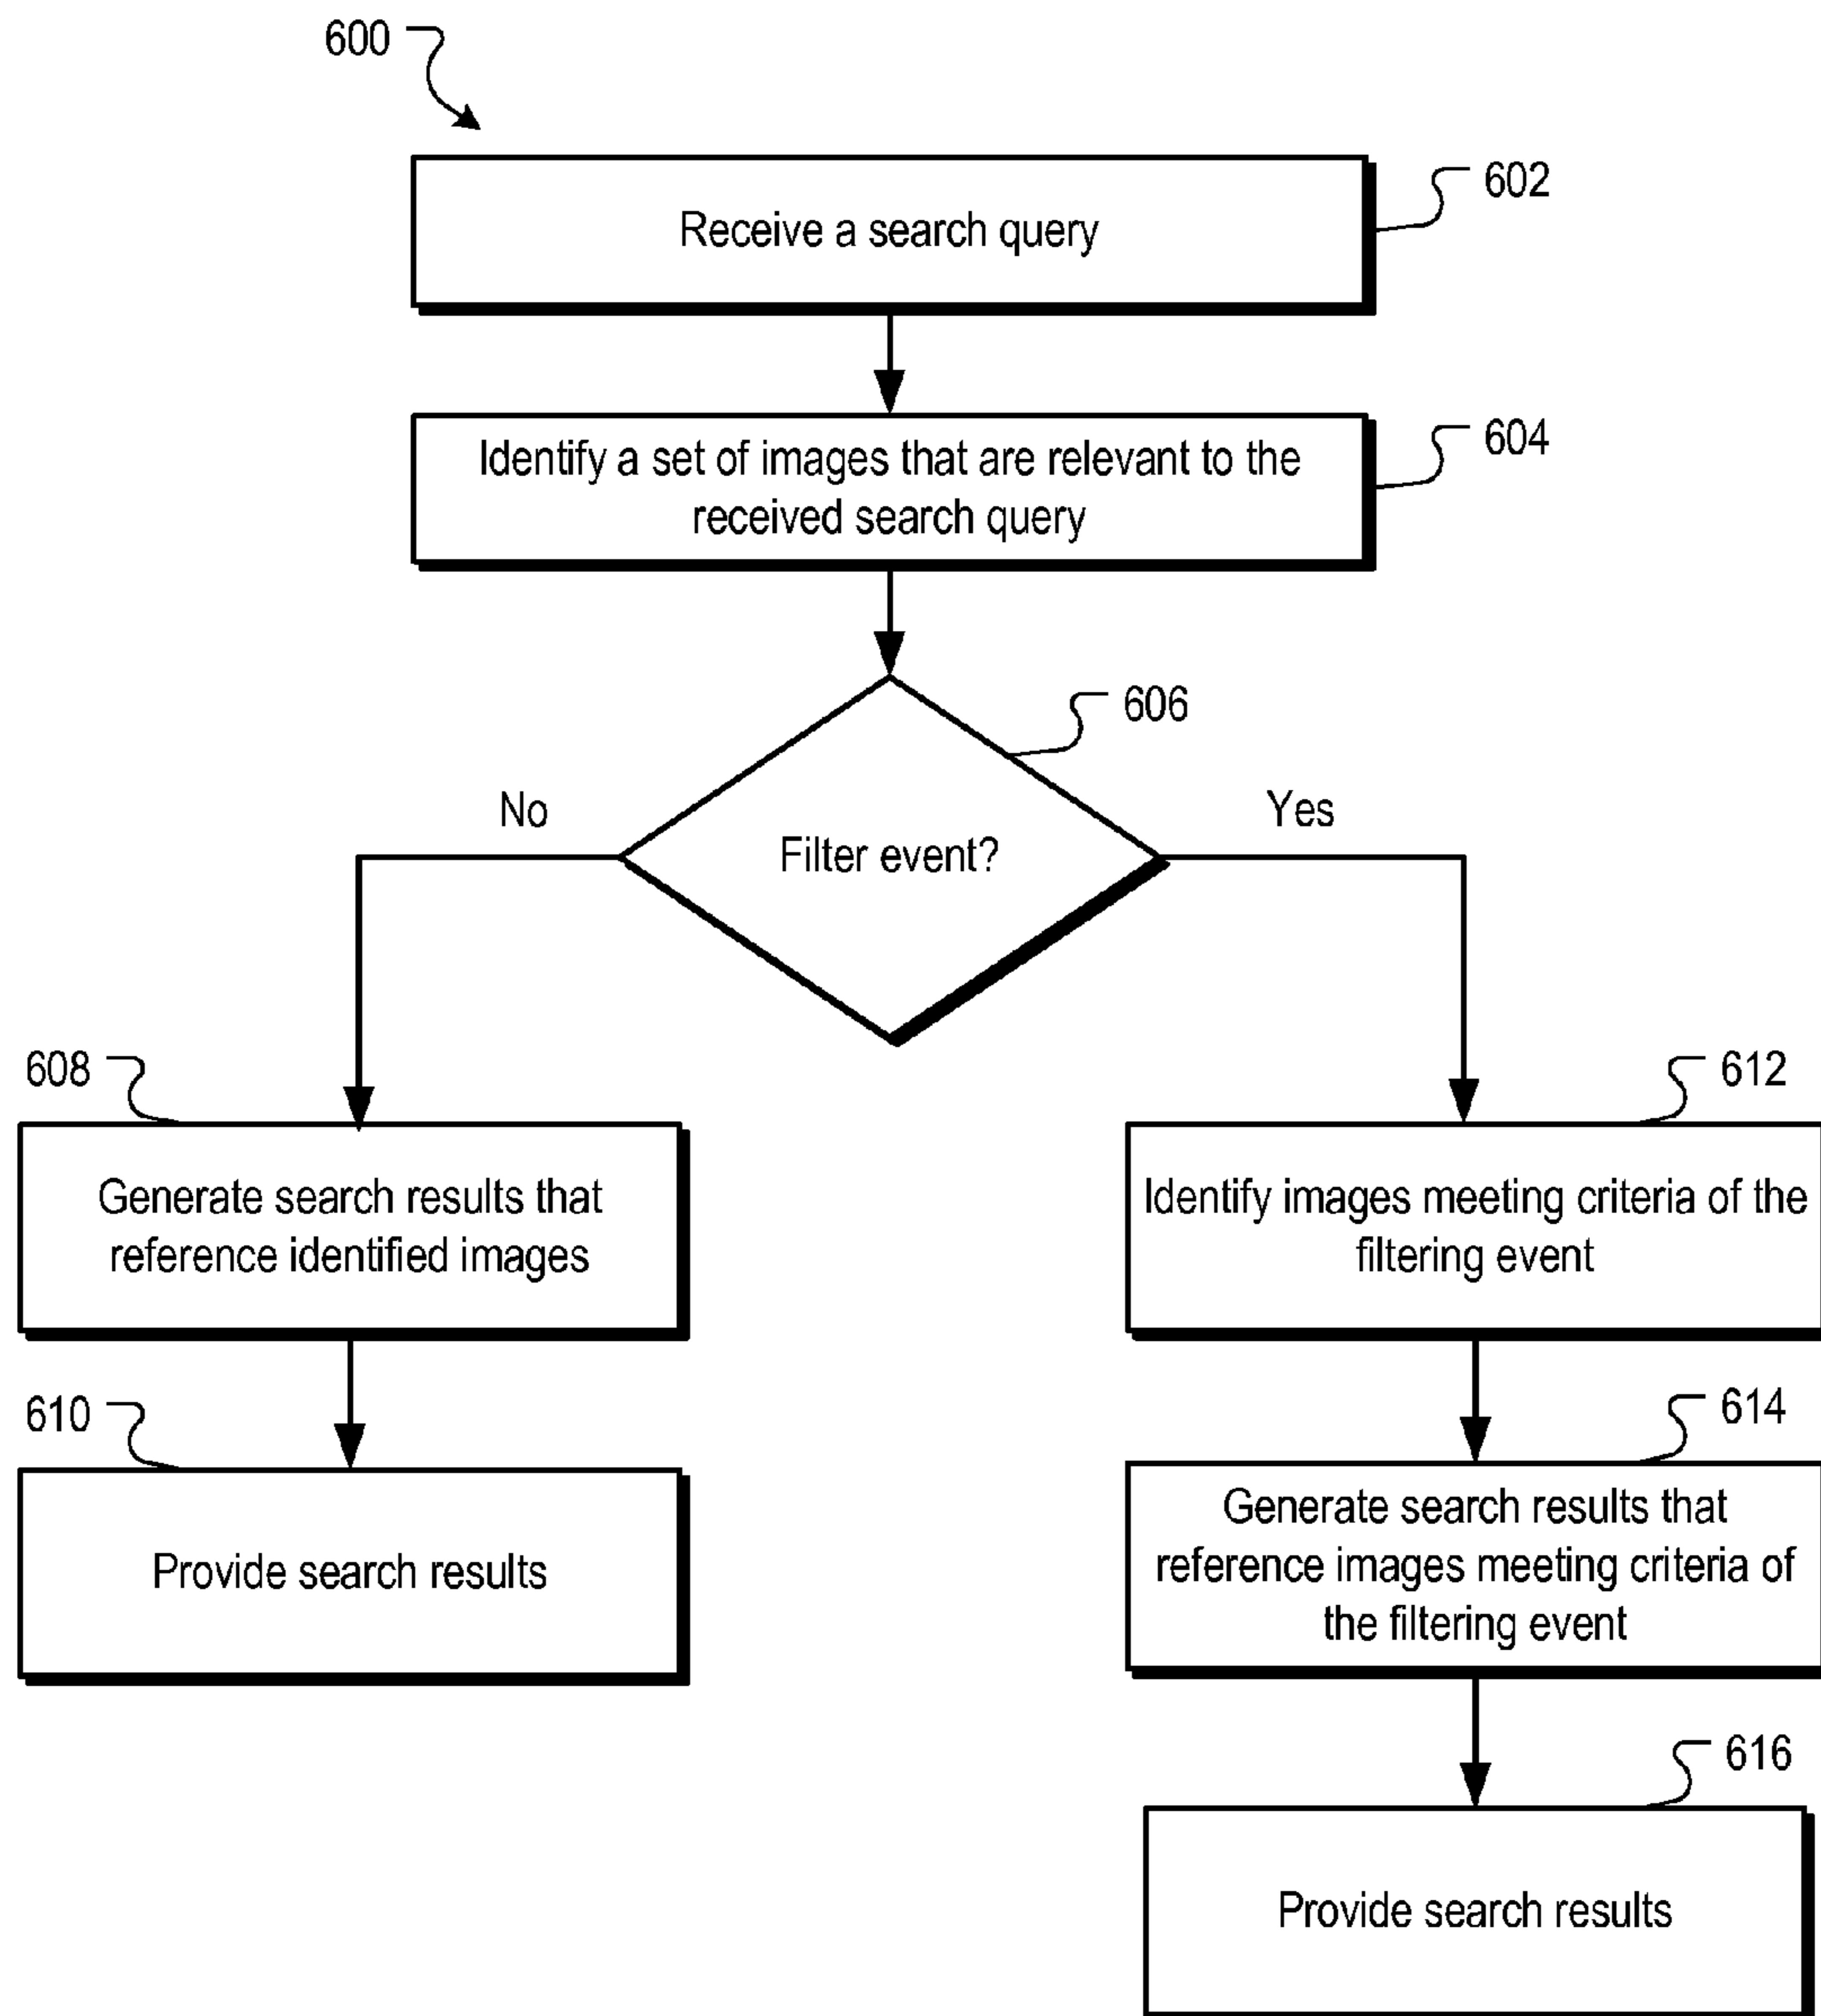 600
Receive a search query
602
Identify a set of images that are relevant to the
received search query
604
606
No
Filter event?
Yes
608
Generate search results that
reference identified images
612
Identify images meeting criteria of the
filtering event
610
Provide search results
614
Generate search results that
reference images meeting criteria of
the filtering event
616
Provide search results